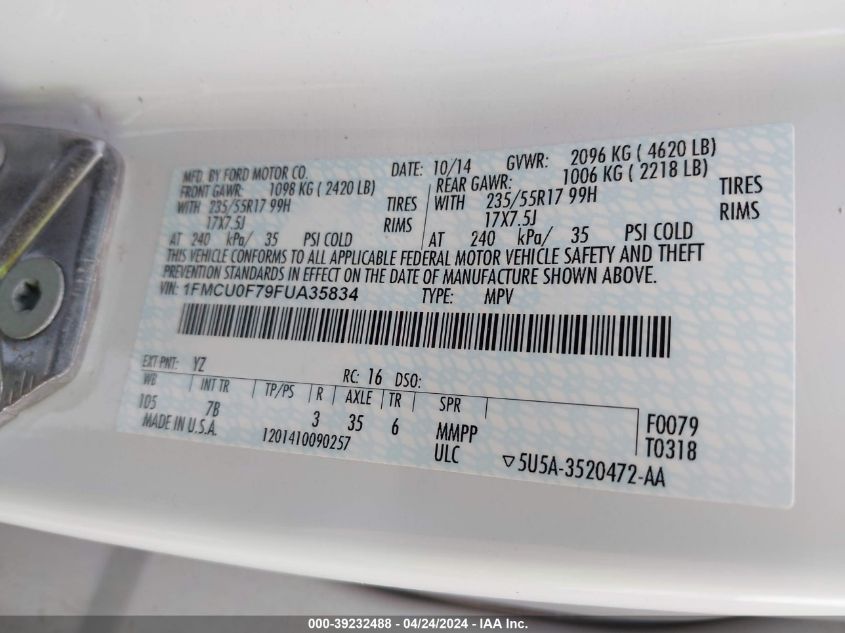 MFD. BY FORD MOTOR CO. DATE: 10/14 GVWR: 2096 KG ( 4620 LB)
FRONT GAWR: 1098 KG ( 2420 LB) REAR GAWR: 1006 KG ( 2218 LB)
WITH 235/55R17 99H TIRES WITH 235/55R17 99H TIRES
17X7.5J RIMS 17X7.5J RIMS
AT 240 kPa/ 35 PSI COLD AT 240 kPa/ 35 PSI COLD
THIS VEHICLE CONFORMS TO ALL APPLICABLE FEDERAL MOTOR VEHICLE SAFETY AND THEFT
PREVENTION STANDARDS IN EFFECT ON THE DATE OF MANUFACTURE SHOWN ABOVE.
VIN: 1FMCU0F79FUA35834 TYPE: MPV
EXT PNT: YZ RC: 16 DSO:
WB INT TR TP/PS R AXLE TR SPR
105 7B 3 35 6 MMPP F0079
MADE IN U.S.A. 1201410090257 ULC T0318
▽5U5A-3520472-AA
000-39232488 - 04/24/2024 - IAA Inc.